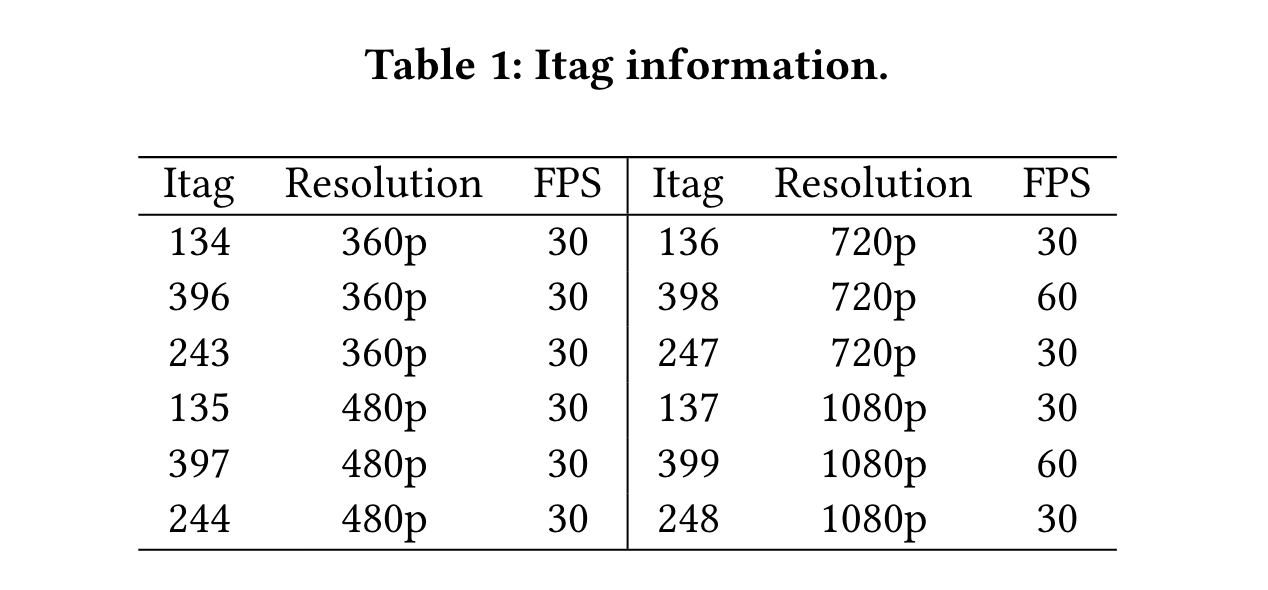 Table 1: Itag information.
Itag Resolution FPS Itag Resolution FPS
134 360p 30 136 720p 30
396 360p 30 398 720p 60
243 360p 30 247 720p 30
135 480p 30 137 1080p 30
397 480p 30 399 1080p 60
244 480p 30 248 1080p 30